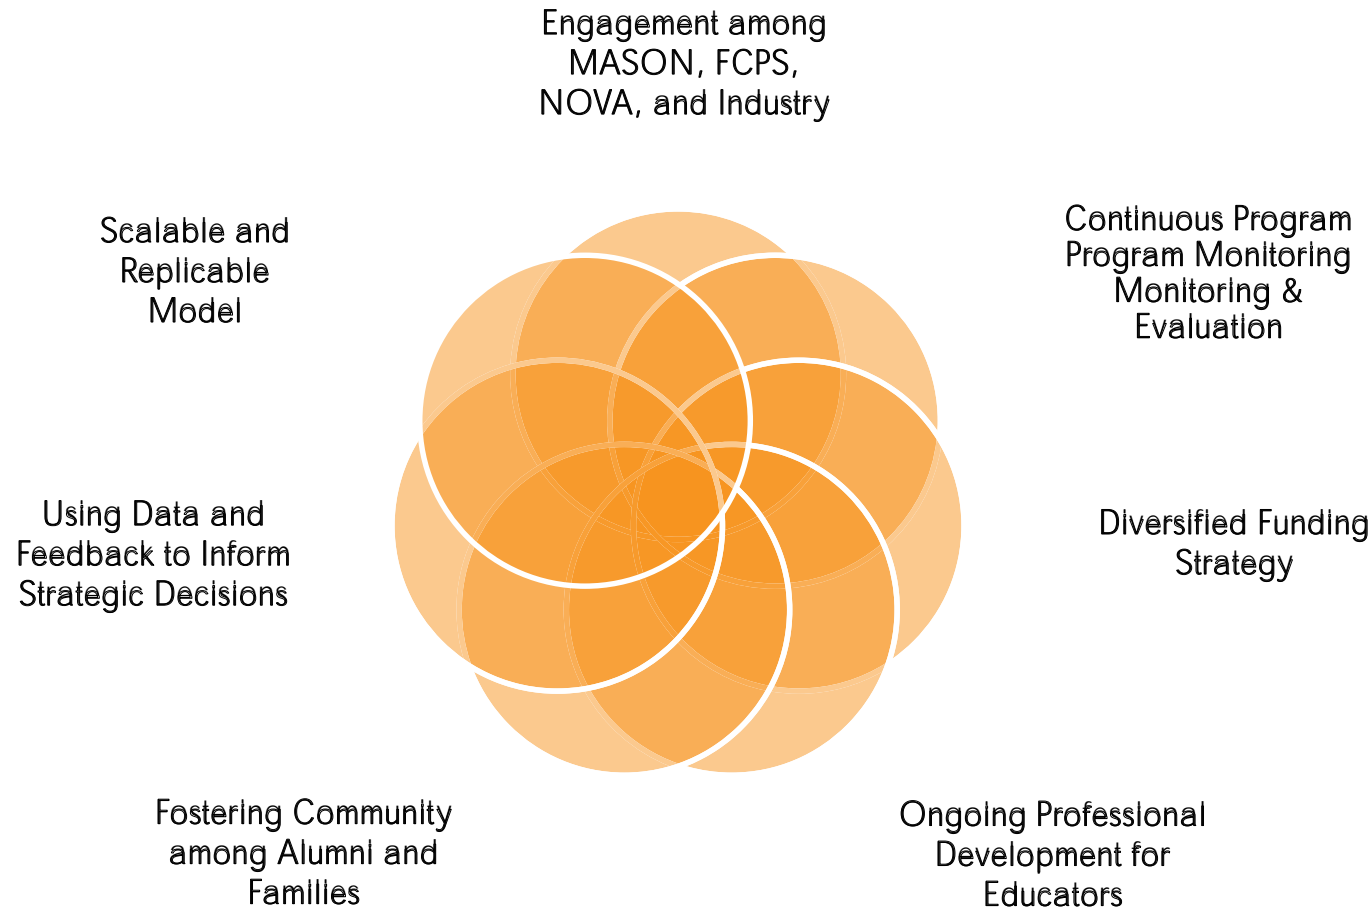 Engagement among
MASON, FCPS,
NOVA, and Industry
Scalable and
Replicable
Model
Continuous Program
Program Monitoring
Monitoring &
Evaluation
Using Data and
Feedback to Inform
Strategic Decisions
Diversified Funding
Strategy
Fostering Community
among Alumni and
Families
Ongoing Professional
Development for
Educators